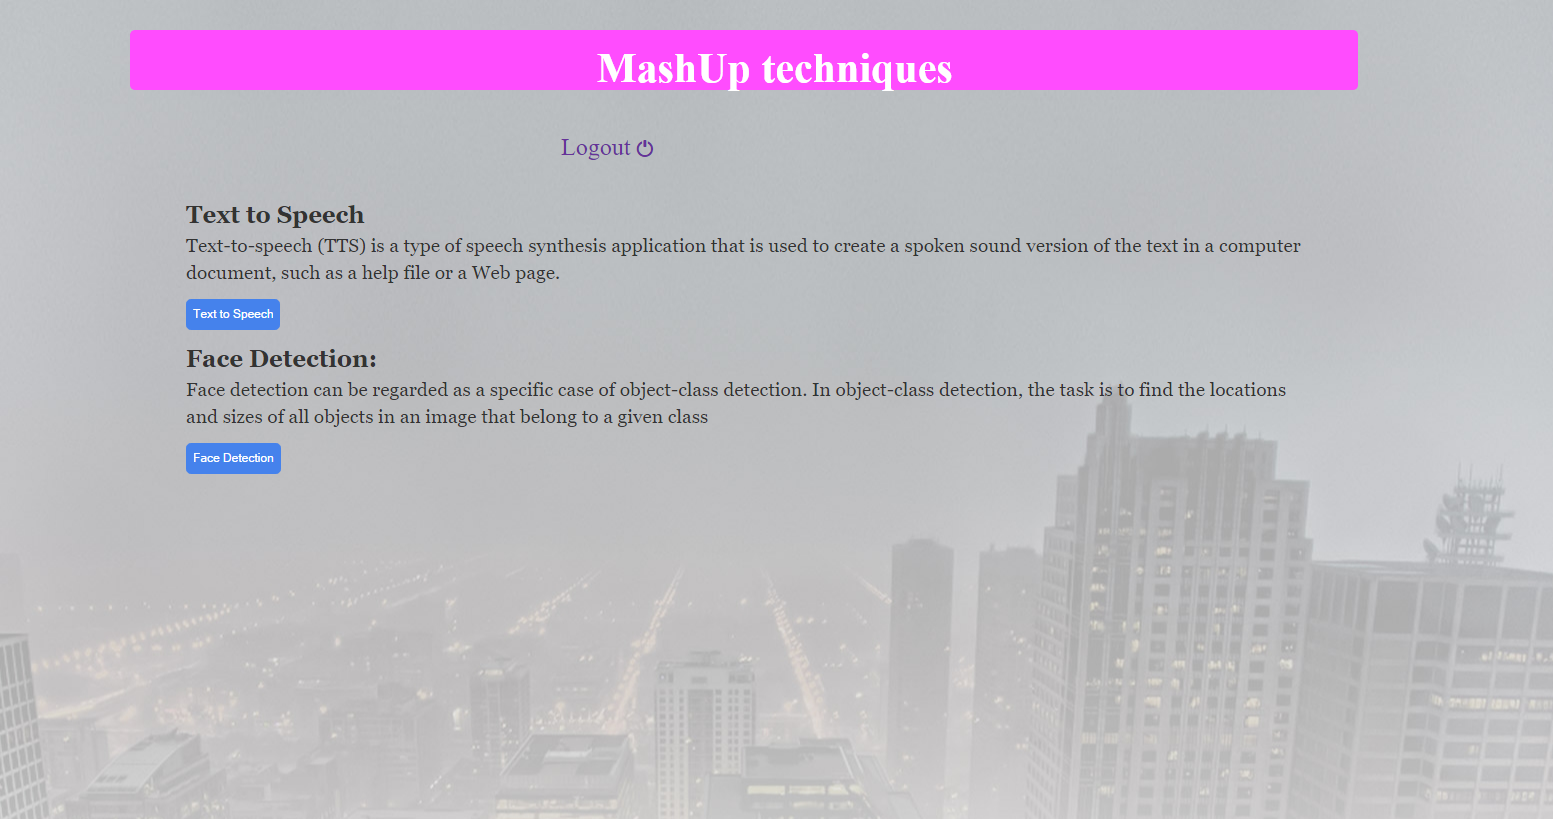 MashUp techniques
Logout
Text to Speech
Text-to-speech (TTS) is a type of speech synthesis application that is used to create a spoken sound version of the text in a computer
document, such as a help file or a Web page.
Text to Speech
Face Detection:
Face detection can be regarded as a specific case of object-class detection. In object-class detection, the task is to find the locations
and sizes of all objects in an image that belong to a given class
Face Detection